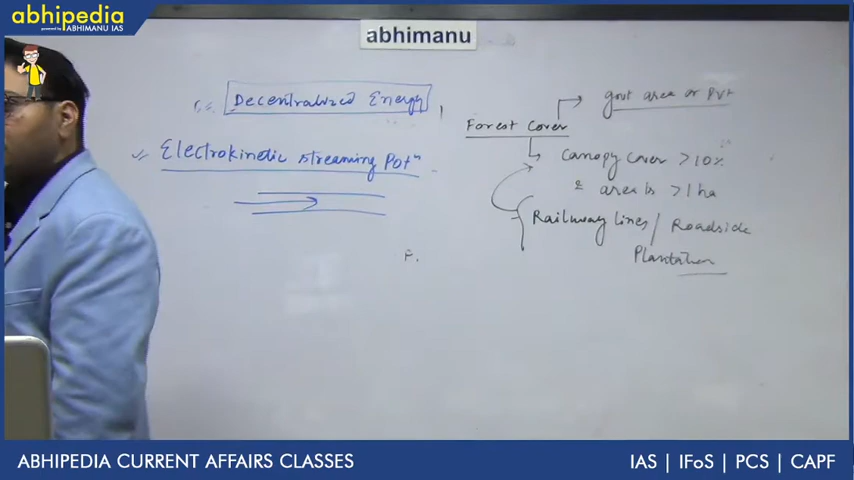 abhipedia
powered by ABHIMANU IAS
abhimanu
Decentralized Energy
Electrokinetic streaming Potⁿ
F.
Forest Cover
govt area or Pvt
Canopy cover >10%
& area is >1 ha
Railway lines / Roadside
Plantation
ABHIPEDIA CURRENT AFFAIRS CLASSES
IAS | IFoS | PCS | CAPF